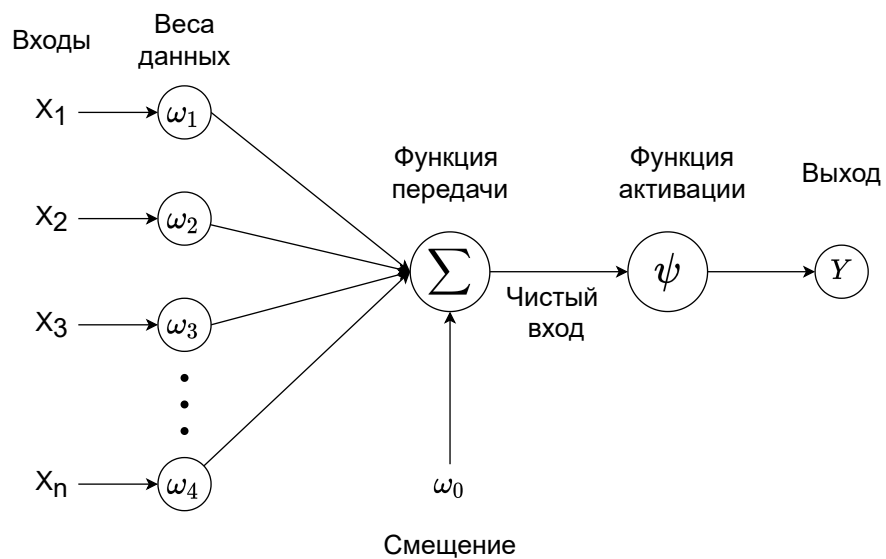 Входы
Веса
данных
X1
ω1
X2
ω2
X3
ω3
Xn
ω4
Функция
передачи
∑
Чистый
вход
ω0
Смещение
Функция
активации
ψ
Выход
Y